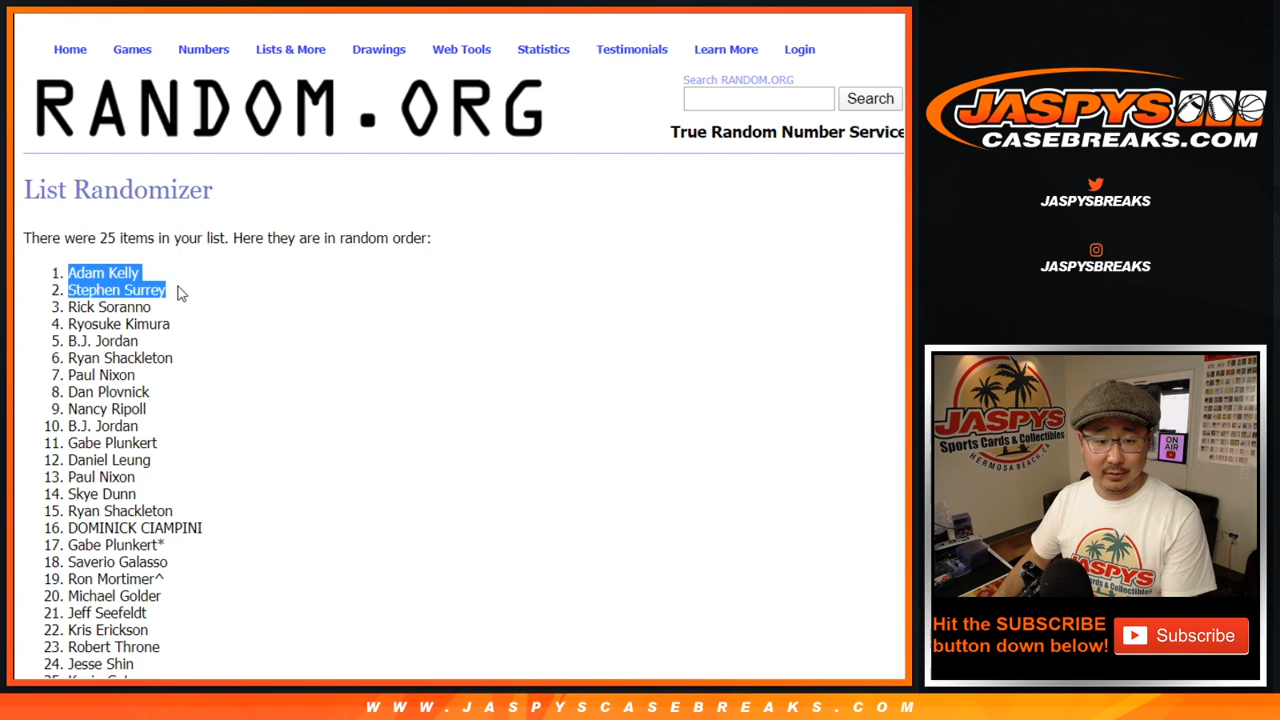 Home Games Numbers Lists & More Drawings Web Tools Statistics Testimonials Learn More Login
RANDOM.ORG
Search RANDOM.ORG
Search
True Random Number Service
List Randomizer
There were 25 items in your list. Here they are in random order:
1. Adam Kelly
2. Stephen Surrey
3. Rick Soranno
4. Ryosuke Kimura
5. B.J. Jordan
6. Ryan Shackleton
7. Paul Nixon
8. Dan Plovnick
9. Nancy Ripoll
10. B.J. Jordan
11. Gabe Plunkert
12. Daniel Leung
13. Paul Nixon
14. Skye Dunn
15. Ryan Shackleton
16. DOMINICK CIAMPINI
17. Gabe Plunkert*
18. Saverio Galasso
19. Ron Mortimer^
20. Michael Golder
21. Jeff Seefeldt
22. Kris Erickson
23. Robert Throne
24. Jesse Shin
JASPYS
CASEBREAKS.COM
JASPYSBREAKS
JASPYSBREAKS
JASPYS
Sports Cards & Collectibles
HERMOSA BEACH, CA
ON
AIR
JASPYS
Hit the SUBSCRIBE
button down below!
Subscribe
WWW.JASPYSCASEBREAKS.COM